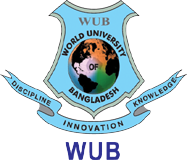 WUB
WORLD UNIVERSITY
OF
BANGLADESH
DISCIPLINE
INNOVATION
KNOWLEDGE
WUB